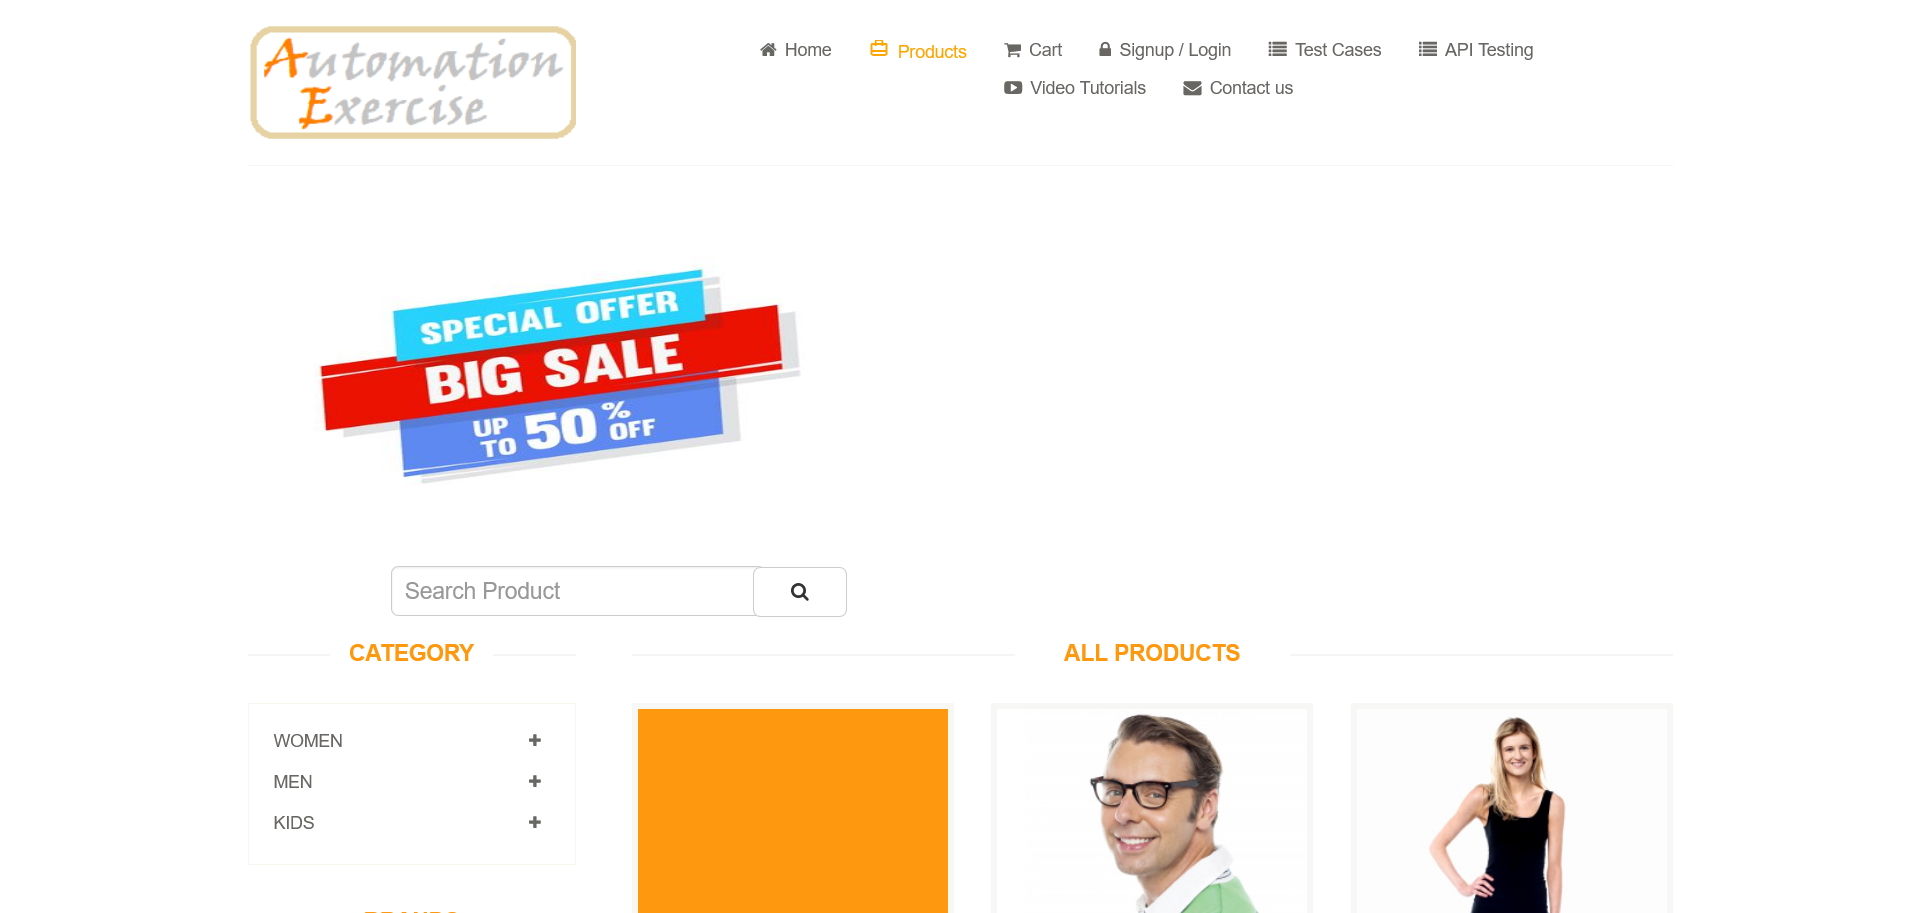 Automation
Exercise
Home
Products
Cart
Signup / Login
Test Cases
API Testing
Video Tutorials
Contact us
SPECIAL OFFER
BIG SALE
UP TO 50% OFF
Search Product
CATEGORY
ALL PRODUCTS
WOMEN
MEN
KIDS